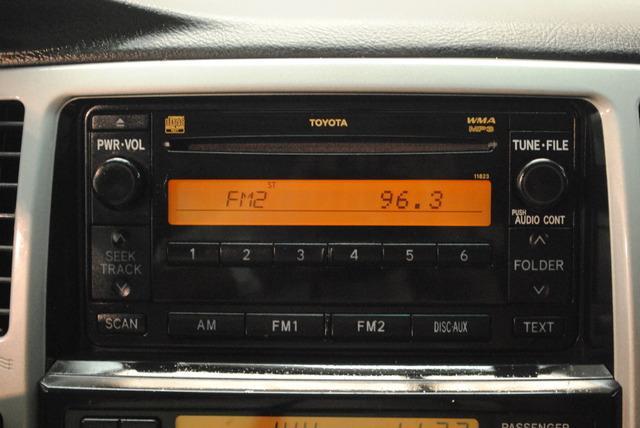 TOYOTA
WMA
MP3
PWR·VOL
TUNE·FILE
11823
ST
FM2 96.3
PUSH
AUDIO CONT
1 2 3 4 5 6
SEEK
TRACK
FOLDER
SCAN AM FM1 FM2 DISC·AUX TEXT
PASSENGER